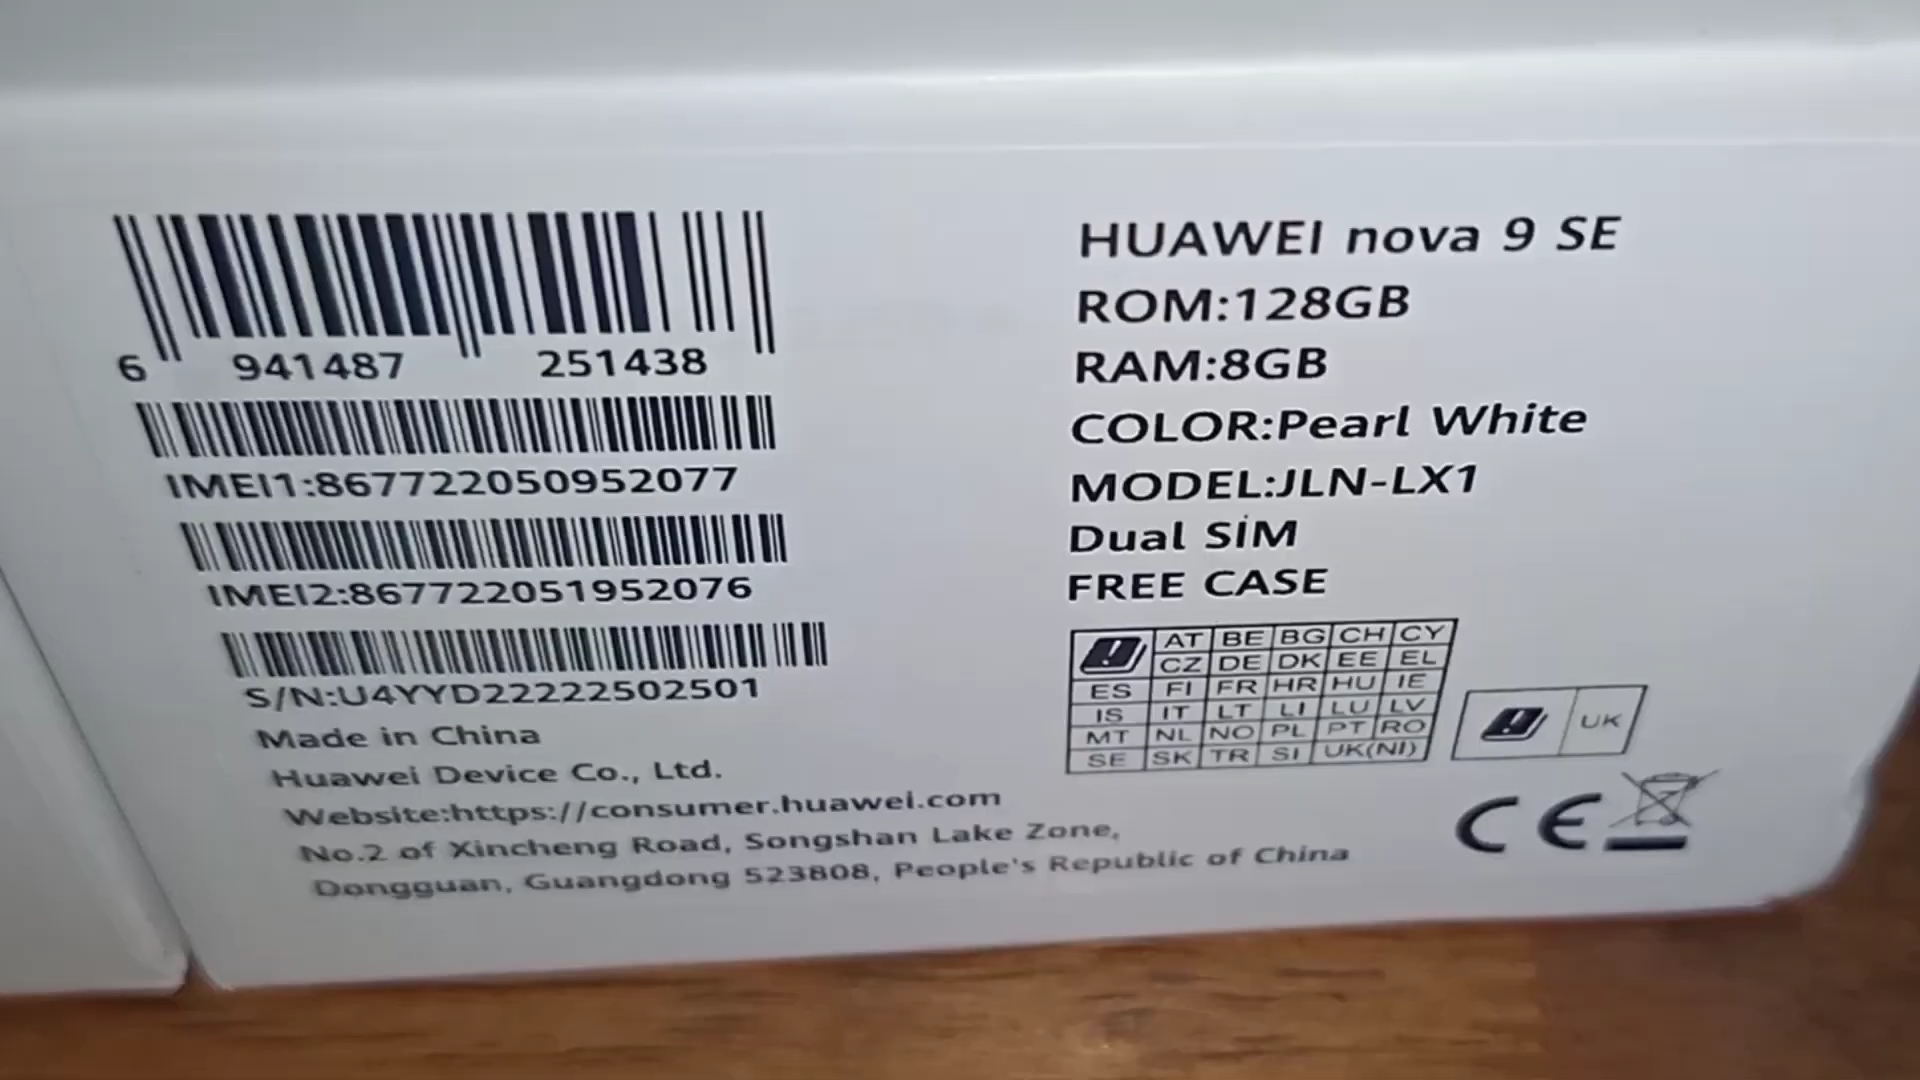 6 941487 251438
IMEI1:867722050952077
IMEI2:867722051952076
S/N:U4YYD22222502501
Made in China
Huawei Device Co., Ltd.
Website:https://consumer.huawei.com
No.2 of Xincheng Road, Songshan Lake Zone,
Dongguan, Guangdong 523808, People's Republic of China
HUAWEI nova 9 SE
ROM:128GB
RAM:8GB
COLOR:Pearl White
MODEL:JLN-LX1
Dual SIM
FREE CASE
AT BE BG CH CY
CZ DE DK EE EL
ES FI FR HR HU IE
IS IT LT LI LU LV
MT NL NO PL PT RO
SE SK TR SI UK(NI)
UK
CE